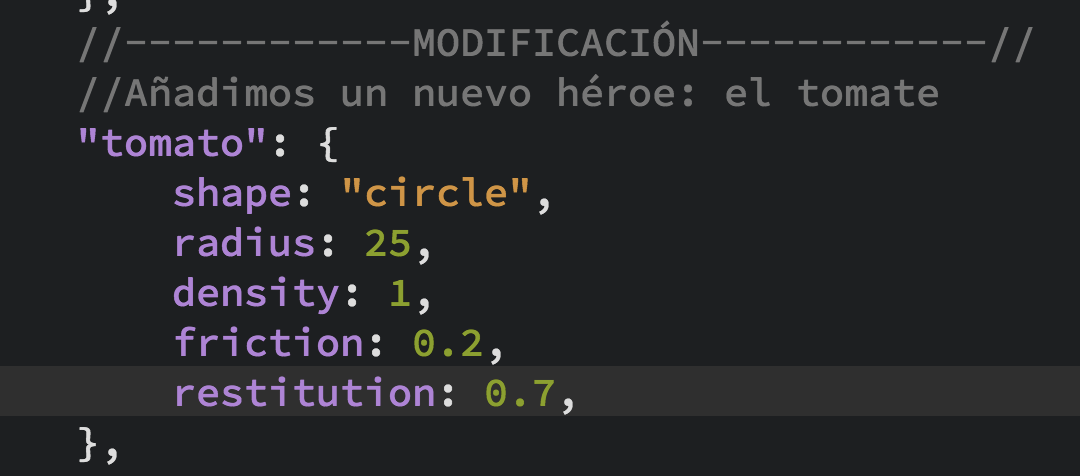 },
//------------MODIFICACIÓN------------//
//Añadimos un nuevo héroe: el tomate
"tomato": {
    shape: "circle",
    radius: 25,
    density: 1,
    friction: 0.2,
    restitution: 0.7,
},